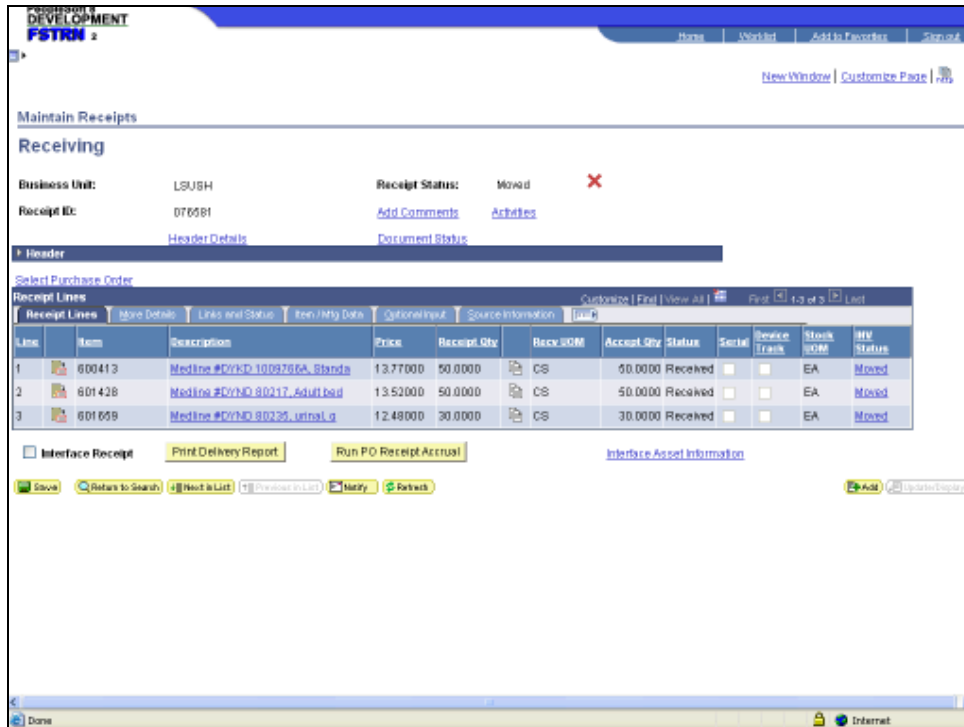 PeopleSoft 8
DEVELOPMENT
FSTRN 2
Home | Worklist | Add to Favorites | Sign out
New Window | Customize Page |
Maintain Receipts
Receiving
Business Unit: LSUSH Receipt Status: Moved
Receipt ID: 076581 Add Comments Activities
Header Details Document Status
Header
Select Purchase Order
Receipt Lines Customize | Find | View All | First 1-3 of 3 Last
Receipt Lines More Details Links and Status Item / Mfg Data Optional Input Source Information
Line Item Description Price Receipt Qty Recv UOM Accept Qty Status Serial Device Track Stock UOM INV Status
1 600413 Medline #DYKD 1009766A, Standa 13.77000 50.0000 CS 50.0000 Received EA Moved
2 601428 Medline #DYND 80217, Adult bed 13.52000 50.0000 CS 50.0000 Received EA Moved
3 601659 Medline #DYND 80235, urinal, g 12.48000 30.0000 CS 30.0000 Received EA Moved
Interface Receipt Print Delivery Report Run PO Receipt Accrual Interface Asset Information
Save Return to Search Next in List Previous in List Notify Refresh Add Update/Display
Done Internet